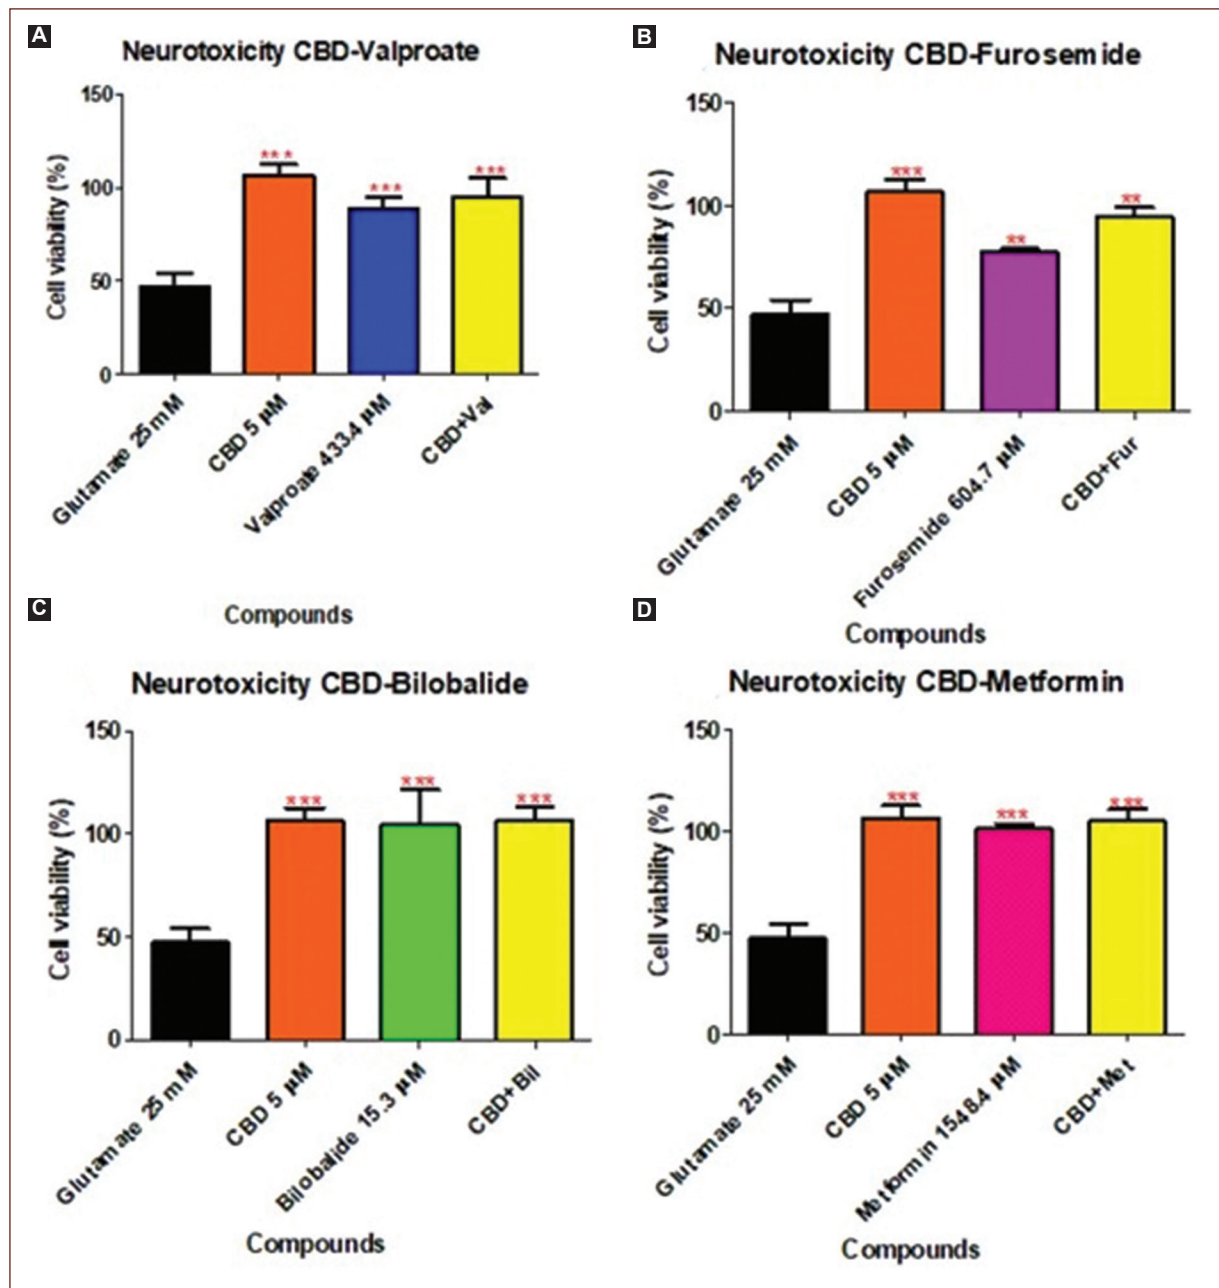 A
Neurotoxicity CBD-Valproate
Cell viability (%)
150
100
50
0
***
***
***
Glutamate 25 mM
CBD 5 µM
Valproate 433.4 µM
CBD+Val
Compounds
B
Neurotoxicity CBD-Furosemide
Cell viability (%)
150
100
50
0
***
**
**
Glutamate 25 mM
CBD 5 µM
Furosemide 604.7 µM
CBD+Fur
Compounds
C
Neurotoxicity CBD-Bilobalide
Cell viability (%)
150
100
50
0
***
***
***
Glutamate 25 mM
CBD 5 µM
Bilobalide 15.3 µM
CBD+Bil
Compounds
D
Neurotoxicity CBD-Metformin
Cell viability (%)
150
100
50
0
***
***
***
Glutamate 25 mM
CBD 5 µM
Metformin 1548.4 µM
CBD+Met
Compounds